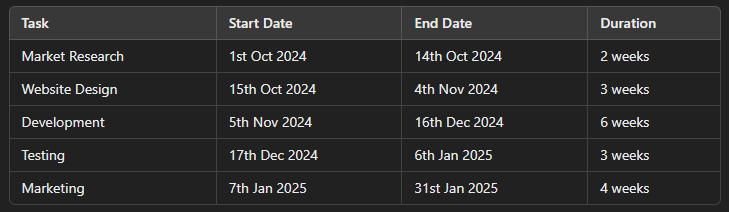 Task Start Date End Date Duration
Market Research 1st Oct 2024 14th Oct 2024 2 weeks
Website Design 15th Oct 2024 4th Nov 2024 3 weeks
Development 5th Nov 2024 16th Dec 2024 6 weeks
Testing 17th Dec 2024 6th Jan 2025 3 weeks
Marketing 7th Jan 2025 31st Jan 2025 4 weeks